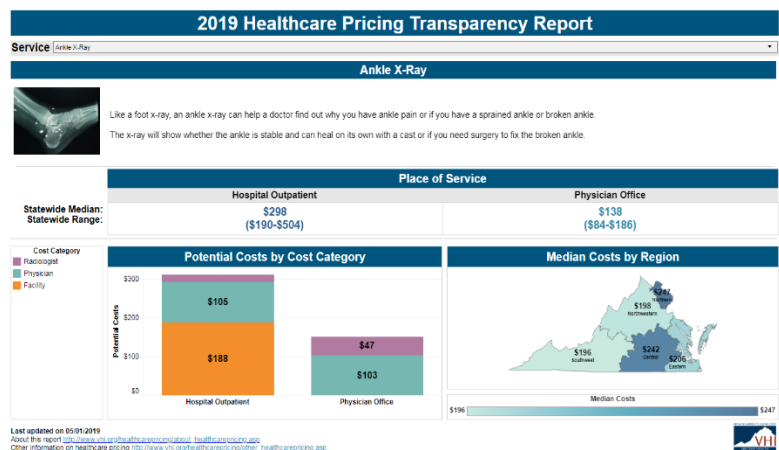 2019 Healthcare Pricing Transparency Report
Service Ankle X-Ray
Ankle X-Ray
Like a foot x-ray, an ankle x-ray can help a doctor find out why you have ankle pain or if you have a sprained ankle or broken ankle.
The x-ray will show whether the ankle is stable and can heal on its own with a cast or if you need surgery to fix the broken ankle.
Place of Service
Hospital Outpatient Physician Office
Statewide Median: $298 $138
Statewide Range: ($190-$504) ($84-$186)
Cost Category
Radiologist
Physician
Facility
Potential Costs by Cost Category
Potential Costs
$300
$200
$100
$0
$105
$188
$47
$103
Hospital Outpatient Physician Office
Median Costs by Region
$247
Northern
$198
Northwestern
$242
Central
$196
Southwest
$206
Eastern
Median Costs
$196 $247
Last updated on 05/01/2019
About this report http://www.vhi.org/healthcarepricing/about_healthcarepricing.asp
Other information on healthcare pricing http://www.vhi.org/healthcarepricing/other_healthcarepricing.asp
VHI